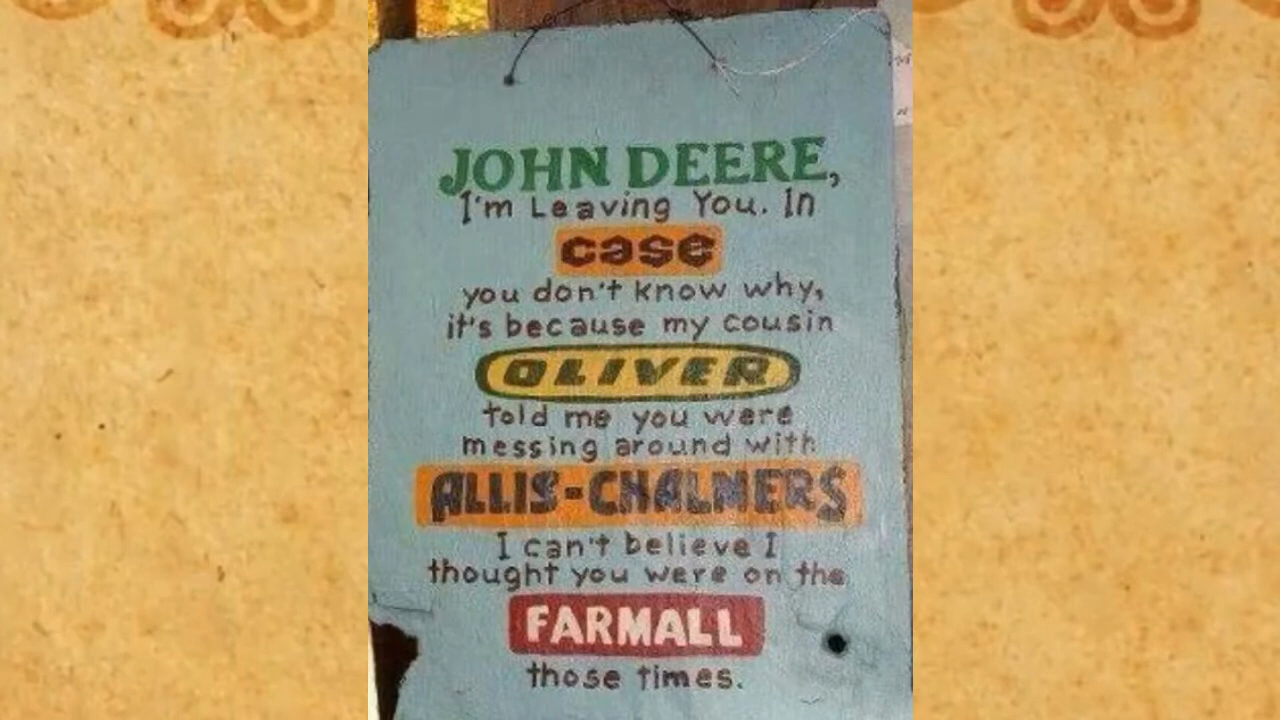 JOHN DEERE,
I'm Leaving You. In
case
you don't know why,
it's because my cousin
OLIVER
told me you were
messing around with
ALLIS-CHALMERS
I can't believe I
thought you were on the
FARMALL
those times.